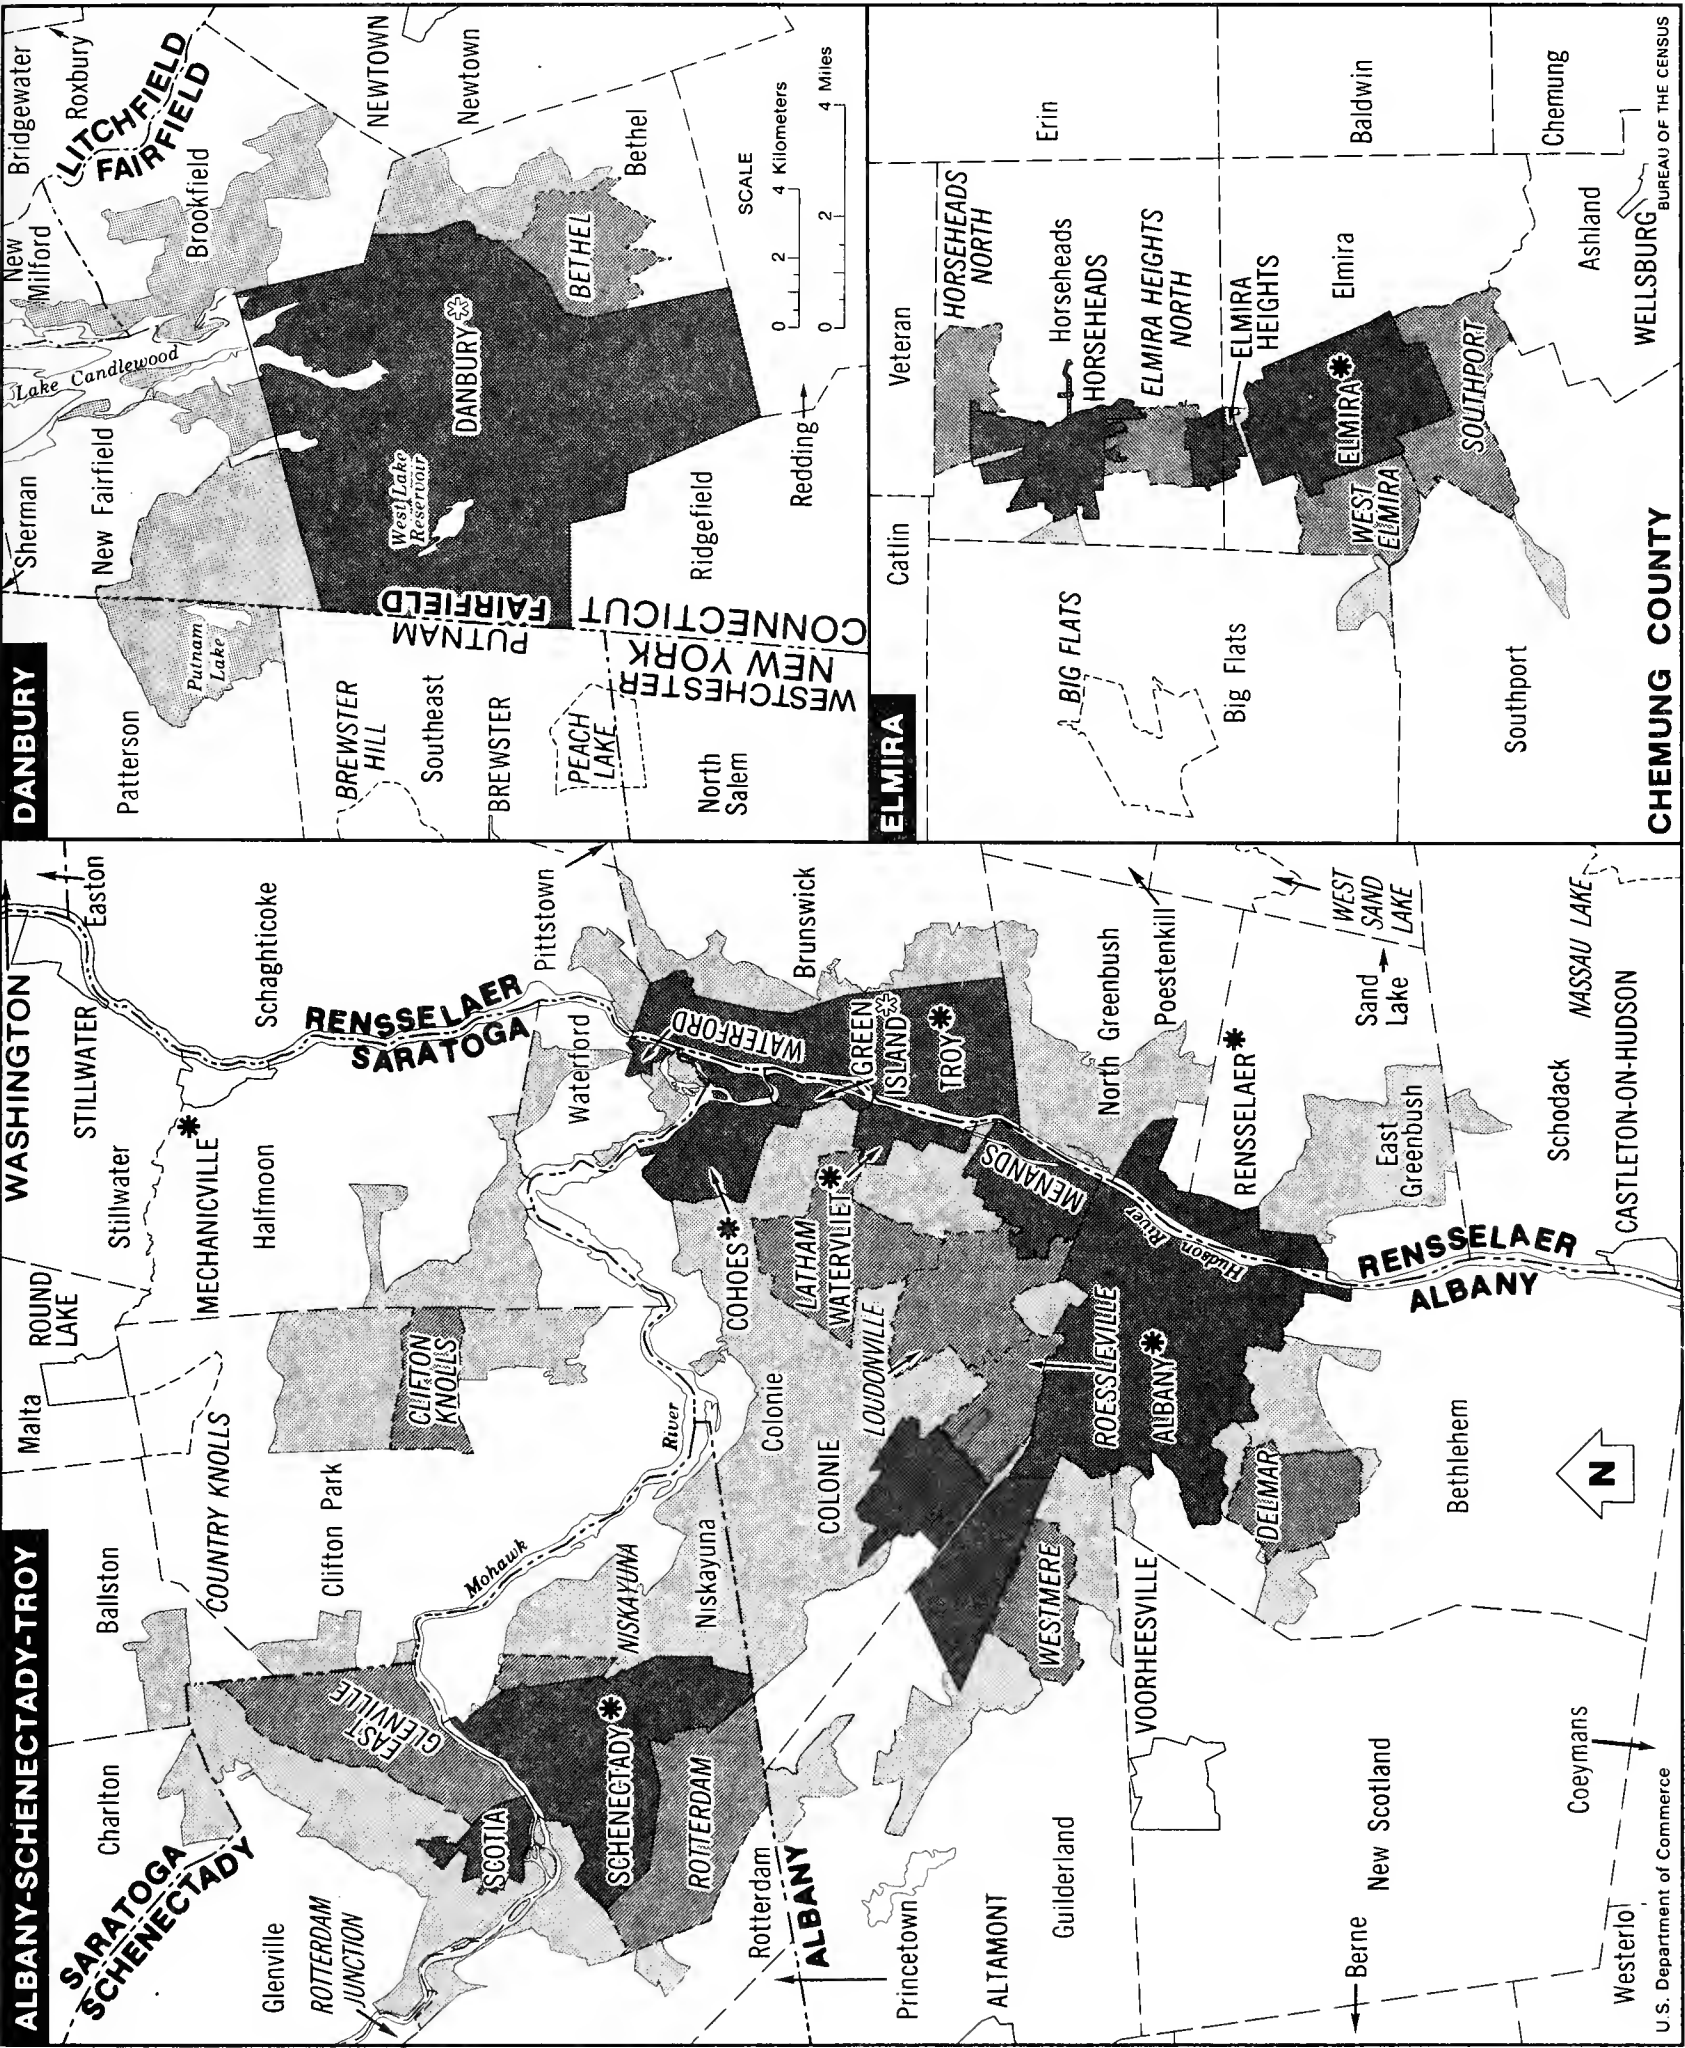 ALBANY-SCHENECTADY-TROY
WASHINGTON
Easton
STILLWATER
Stillwater
Schaghticoke
ROUND
LAKE
Malta
MECHANICVILLE
Halfmoon
Ballston
COUNTRY KNOLLS
Clifton Park
CLIFTON
KNOLLS
Charlton
SARATOGA
SCHENECTADY
Glenville
ROTTERDAM
JUNCTION
EAST
GLENVILLE
Mohawk
River
RENSSELAER
SARATOGA
Pittstown
Waterford
WATERFORD
SCOTIA
SCHENECTADY
NISKAYUNA
Niskayuna
ROTTERDAM
Rotterdam
ALBANY
COHOES
Colonie
COLONIE
LATHAM
WATERVLIET
LOUDONVILLE
GREEN
ISLAND
TROY
Brunswick
MENANDS
North Greenbush
Poestenkill
Hudson River
ROESSLEVILLE
ALBANY
RENSSELAER
WEST
SAND
LAKE
Sand
Lake
East
Greenbush
Princetown
ALTAMONT
Guilderland
WESTMERE
VOORHEESVILLE
DELMAR
Bethlehem
RENSSELAER
ALBANY
Schodack
NASSAU LAKE
CASTLETON-ON-HUDSON
New Scotland
Berne
Coeymans
Westerlo
N
U.S. Department of Commerce
DANBURY
Sherman
New Fairfield
Lake Candlewood
New
Milford
Bridgewater
Roxbury
LITCHFIELD
FAIRFIELD
Brookfield
NEWTOWN
Newtown
Patterson
Putnam
Lake
BREWSTER
HILL
Southeast
BREWSTER
PEACH
LAKE
North
Salem
PUTNAM
FAIRFIELD
WESTCHESTER
NEW YORK
CONNECTICUT
West Lake
Reservoir
DANBURY
BETHEL
Bethel
Ridgefield
Redding
SCALE
0 2 4 Kilometers
0 2 4 Miles
ELMIRA
Catlin
Veteran
HORSEHEADS
NORTH
Erin
Horseheads
HORSEHEADS
ELMIRA HEIGHTS
NORTH
BIG FLATS
Big Flats
ELMIRA
HEIGHTS
Elmira
ELMIRA
WEST
ELMIRA
Baldwin
SOUTHPORT
Southport
Chemung
Ashland
WELLSBURG
CHEMUNG COUNTY
BUREAU OF THE CENSUS